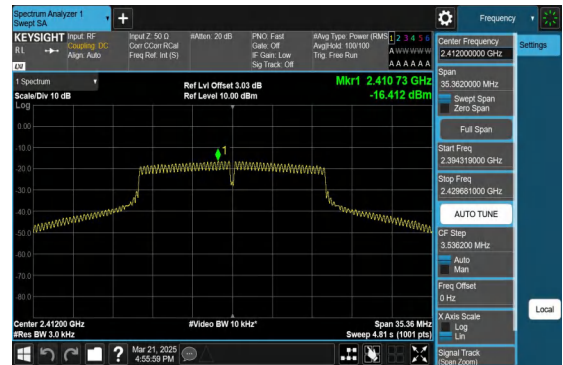 Spectrum Analyzer 1
Swept SA
Frequency
KEYSIGHT
RL
LXI
Input: RF
Coupling: DC
Align: Auto
Input Z: 50 Ω
Corr CCorr RCal
Freq Ref: Int (S)
#Atten: 20 dB
PNO: Fast
Gate: Off
IF Gain: Low
Sig Track: Off
#Avg Type: Power (RMS
Avg|Hold: 100/100
Trig: Free Run
1 2 3 4 5 6
A W W W W W
A A A A A A
1 Spectrum
Scale/Div 10 dB
Log
Ref Lvl Offset 3.03 dB
Ref Level 10.00 dBm
Mkr1 2.410 73 GHz
-16.412 dBm
1
0.00
-10.0
-20.0
-30.0
-40.0
-50.0
-60.0
-70.0
-80.0
Center 2.41200 GHz
#Res BW 3.0 kHz
#Video BW 10 kHz*
Span 35.36 MHz
Sweep 4.81 s (1001 pts)
Mar 21, 2025
4:55:59 PM
?
Center Frequency
2.412000000 GHz
Settings
Span
35.3620000 MHz
Swept Span
Zero Span
Full Span
Start Freq
2.394319000 GHz
Stop Freq
2.429681000 GHz
AUTO TUNE
CF Step
3.536200 MHz
Auto
Man
Freq Offset
0 Hz
X Axis Scale
Log
Lin
Local
Signal Track
(Span Zoom)